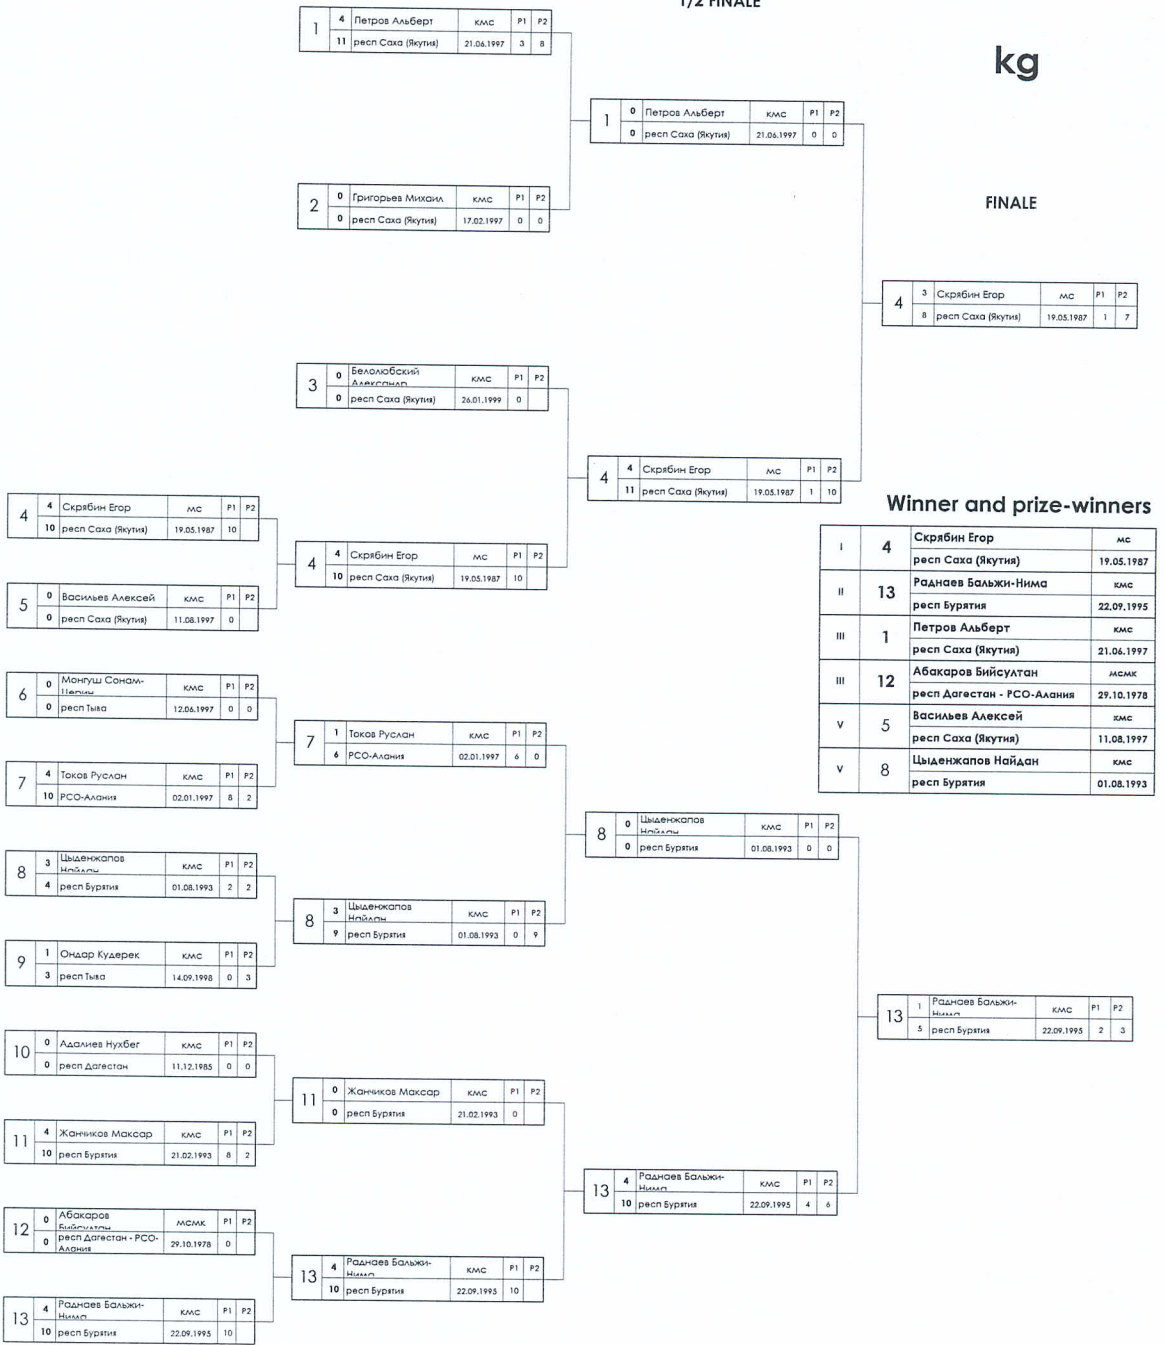 1/2 FINALE
kg
FINALE
1 4 Петров Альберт кмс P1 P2
11 респ Саха (Якутия) 21.06.1997 3 8
1 0 Петров Альберт кмс P1 P2
0 респ Саха (Якутия) 21.06.1997 0 0
2 0 Григорьев Михаил кмс P1 P2
0 респ Саха (Якутия) 17.02.1997 0 0
4 3 Скрябин Егор мс P1 P2
8 респ Саха (Якутия) 19.05.1987 1 7
3 0 Белолюбский Александр кмс P1 P2
0 респ Саха (Якутия) 26.01.1999 0
4 4 Скрябин Егор мс P1 P2
11 респ Саха (Якутия) 19.05.1987 1 10
4 4 Скрябин Егор мс P1 P2
10 респ Саха (Якутия) 19.05.1987 10
4 4 Скрябин Егор мс P1 P2
10 респ Саха (Якутия) 19.05.1987 10
5 0 Васильев Алексей кмс P1 P2
0 респ Саха (Якутия) 11.08.1997 0
Winner and prize-winners
I 4 Скрябин Егор мс
респ Саха (Якутия) 19.05.1987
II 13 Раднаев Бальжи-Нима кмс
респ Бурятия 22.09.1995
III 1 Петров Альберт кмс
респ Саха (Якутия) 21.06.1997
III 12 Абакаров Бийсултан мсмк
респ Дагестан - РСО-Алания 29.10.1978
V 5 Васильев Алексей кмс
респ Саха (Якутия) 11.08.1997
V 8 Цыденжапов Найдан кмс
респ Бурятия 01.08.1993
6 0 Монгуш Сонам- кмс P1 P2
0 респ Тыва 12.06.1997 0 0
7 1 Токов Руслан кмс P1 P2
6 РСО-Алания 02.01.1997 6 0
7 4 Токов Руслан кмс P1 P2
10 РСО-Алания 02.01.1997 8 2
8 0 Цыденжапов Найдан кмс P1 P2
0 респ Бурятия 01.08.1993 0 0
8 3 Цыденжапов Найдан кмс P1 P2
4 респ Бурятия 01.08.1993 2 2
8 3 Цыденжапов Найдан кмс P1 P2
9 респ Бурятия 01.08.1993 0 9
9 1 Ондар Кудерек кмс P1 P2
3 респ Тыва 14.09.1998 0 3
13 1 Раднаев Бальжи-Нима кмс P1 P2
5 респ Бурятия 22.09.1995 2 3
10 0 Адалиев Нухбег кмс P1 P2
0 респ Дагестан 11.12.1985 0 0
11 0 Жанчиков Максар кмс P1 P2
0 респ Бурятия 21.02.1993 0
11 4 Жанчиков Максар кмс P1 P2
10 респ Бурятия 21.02.1993 8 2
13 4 Раднаев Бальжи-Нима кмс P1 P2
10 респ Бурятия 22.09.1995 4 6
12 0 Абакаров Бийсултан мсмк P1 P2
0 респ Дагестан - РСО-Алания 29.10.1978 0
13 4 Раднаев Бальжи-Нима кмс P1 P2
10 респ Бурятия 22.09.1995 10
13 4 Раднаев Бальжи-Нима кмс P1 P2
10 респ Бурятия 22.09.1995 10